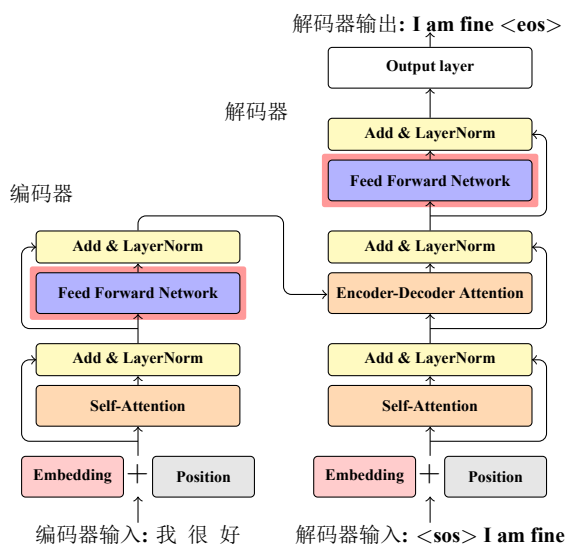 解码器输出: I am fine <eos>
Output layer
解码器
Add & LayerNorm
Feed Forward Network
编码器
Add & LayerNorm
Add & LayerNorm
Feed Forward Network
Encoder-Decoder Attention
Add & LayerNorm
Add & LayerNorm
Self-Attention
Self-Attention
Embedding + Position
Embedding + Position
编码器输入: 我 很 好
解码器输入: <sos> I am fine